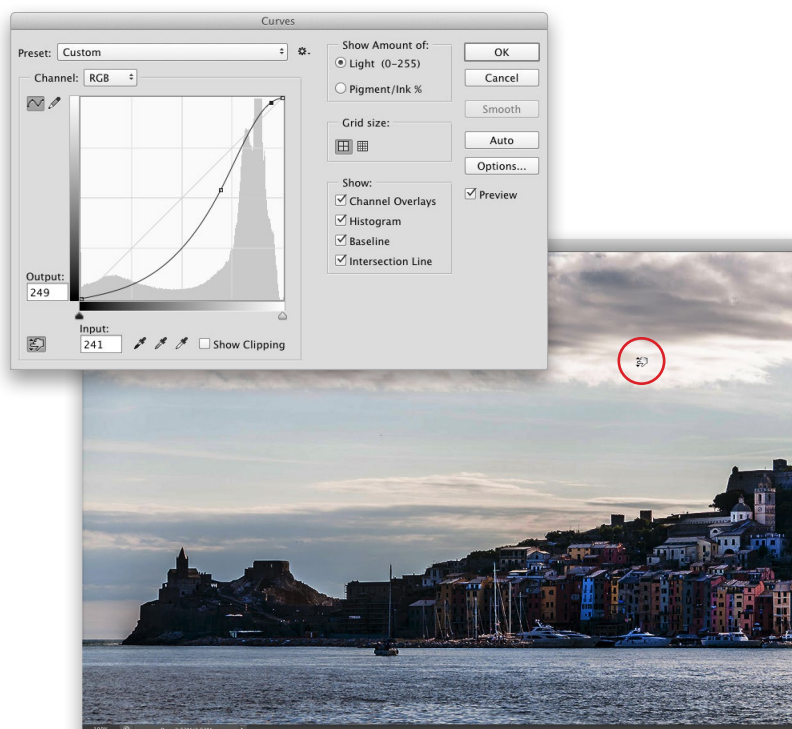 Curves
Preset: Custom
Channel: RGB
Output:
249
Input:
241
Show Clipping
Show Amount of:
Light (0-255)
Pigment/Ink %
Grid size:
Show:
Channel Overlays
Histogram
Baseline
Intersection Line
OK
Cancel
Smooth
Auto
Options...
Preview